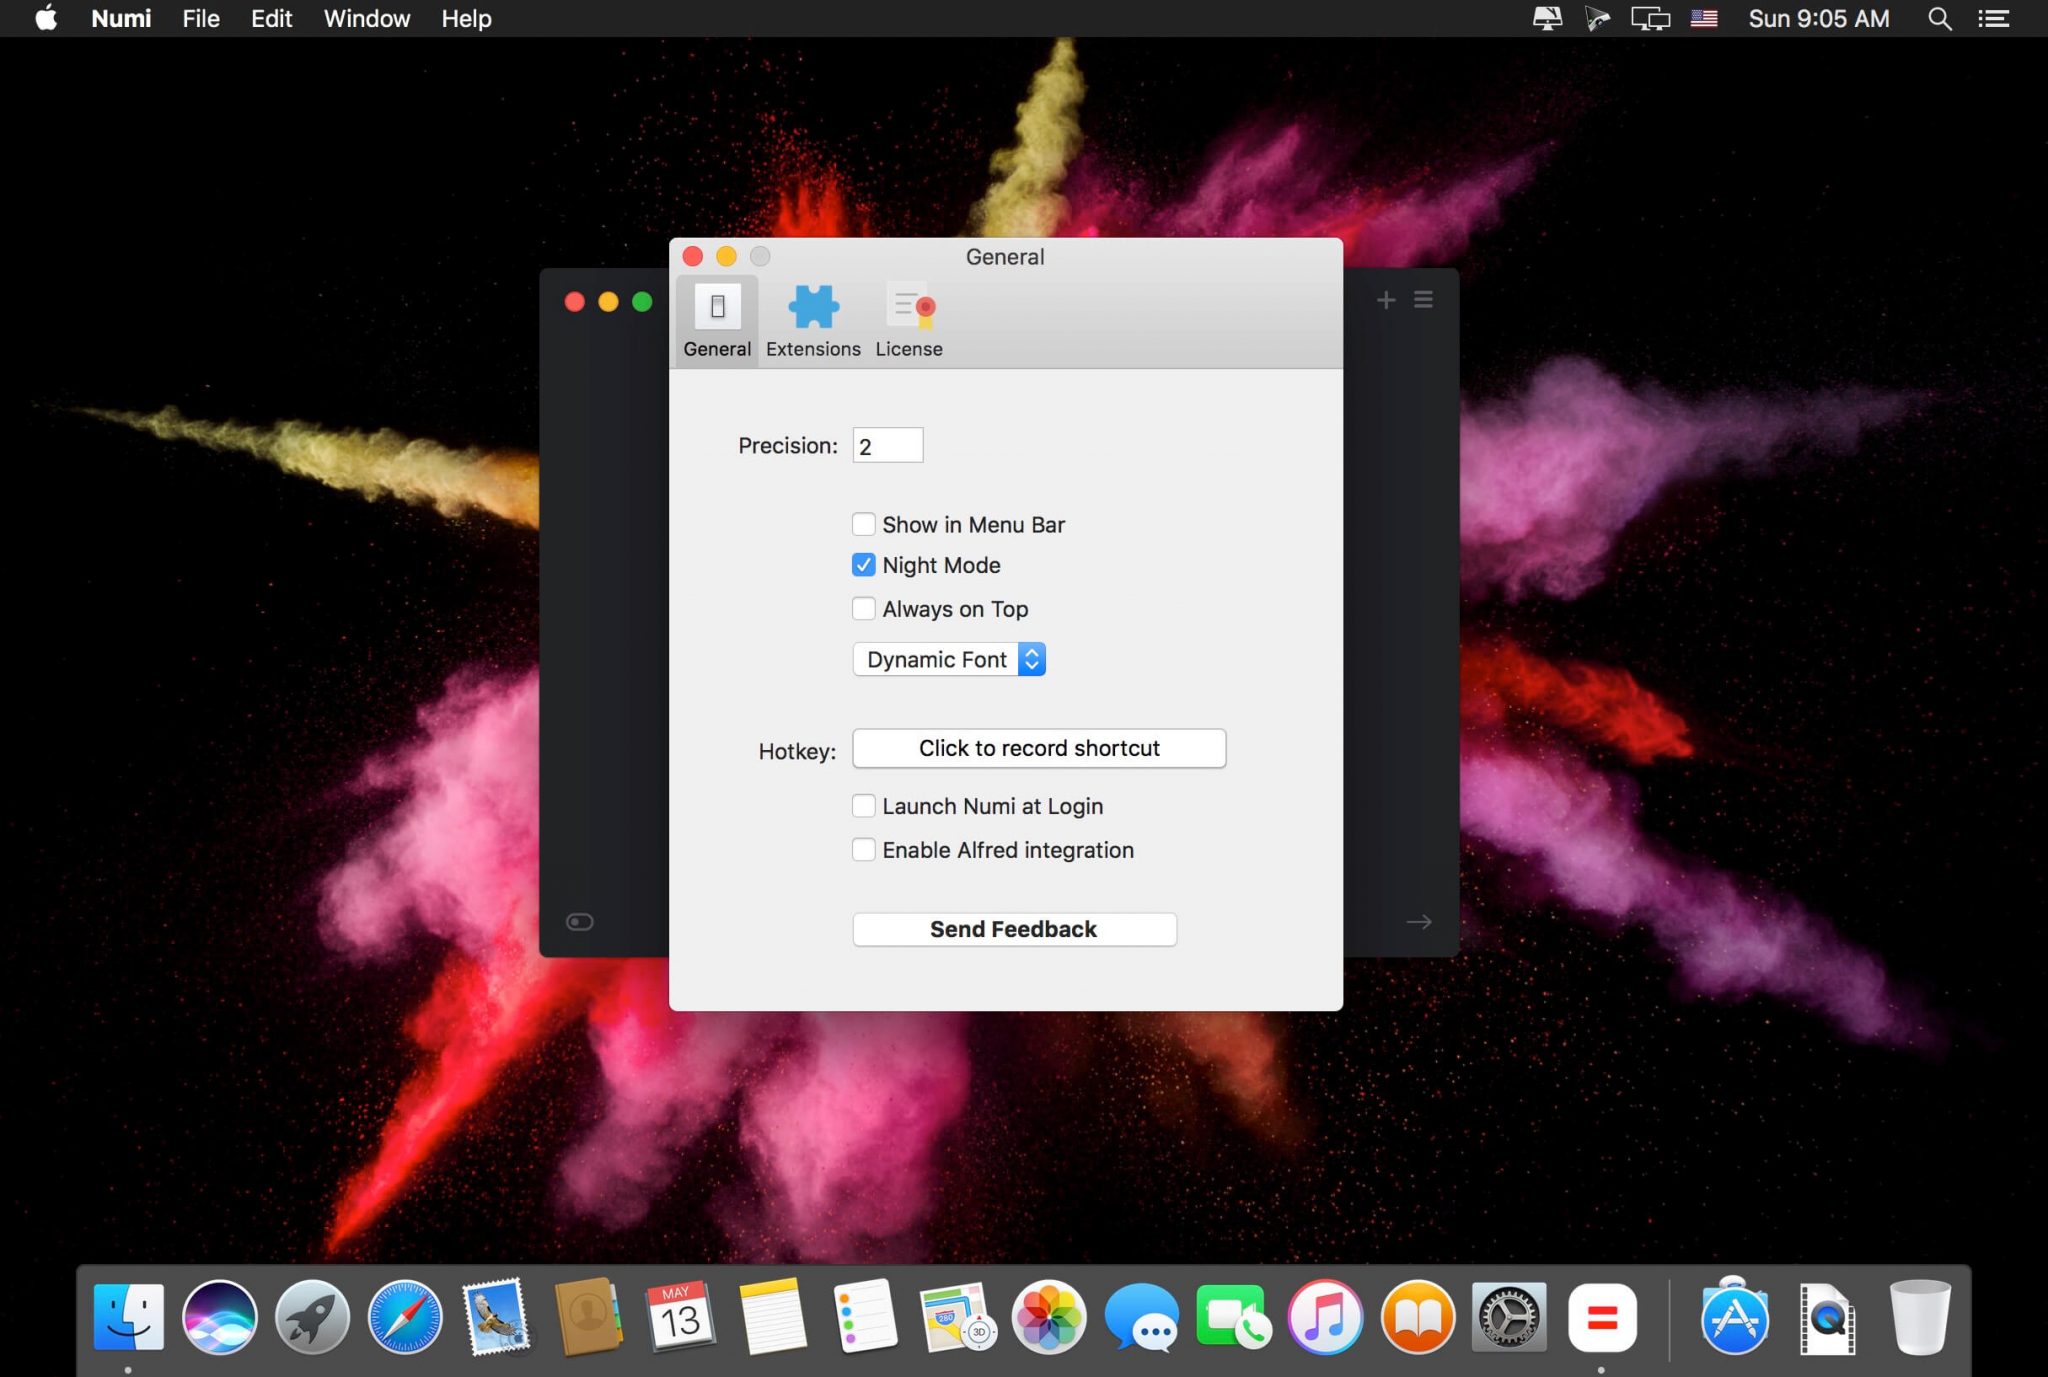 Numi File Edit Window Help Sun 9:05 AM
General
General Extensions License
Precision: 2
Show in Menu Bar
Night Mode
Always on Top
Dynamic Font
Hotkey: Click to record shortcut
Launch Numi at Login
Enable Alfred integration
Send Feedback
MAY
13
280
3D